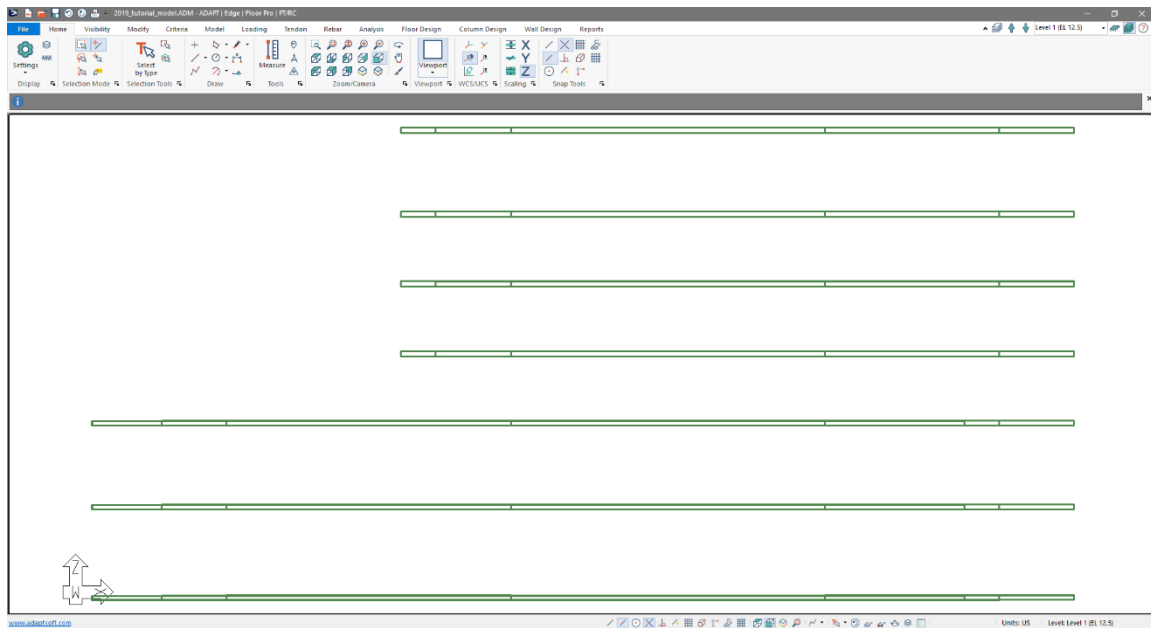 2019_tutorial_model.ADM - ADAPT | Edge | Floor Pro | PT/RC
File Home Visibility Modify Criteria Model Loading Tendon Rebar Analysis Floor Design Column Design Wall Design Reports
Level 1 (EL 12.5)
Settings
Select by Type
Measure
Viewport
X
Y
Z
Display Selection Mode Selection Tools Draw Tools Zoom/Camera Viewport WCS/UCS Scaling Snap Tools
Z
W X
www.adaptsoft.com
Units: US Level: Level 1 (EL 12.5)